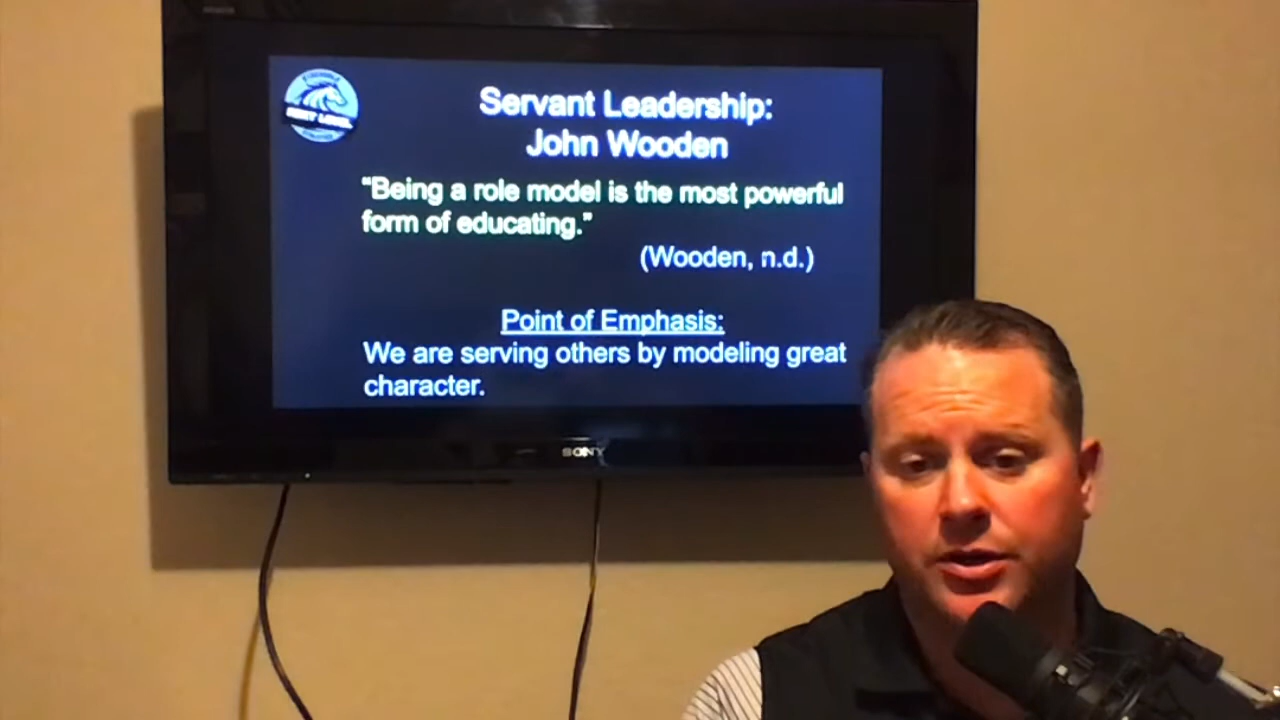 Servant Leadership:
John Wooden
“Being a role model is the most powerful
form of educating.”
(Wooden, n.d.)
Point of Emphasis:
We are serving others by modeling great
character.
SONY